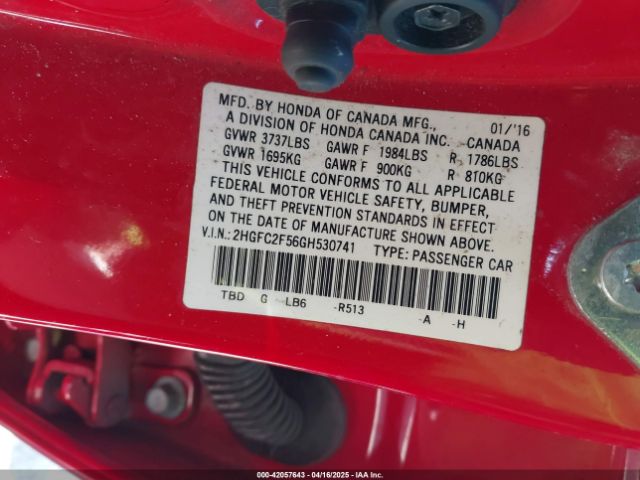 MFD. BY HONDA OF CANADA MFG., 01/'16
A DIVISION OF HONDA CANADA INC. CANADA
GVWR 3737LBS GAWR F 1984LBS R 1786LBS
GVWR 1695KG GAWR F 900KG R 810KG
THIS VEHICLE CONFORMS TO ALL APPLICABLE
FEDERAL MOTOR VEHICLE SAFETY, BUMPER,
AND THEFT PREVENTION STANDARDS IN EFFECT
ON THE DATE OF MANUFACTURE SHOWN ABOVE.
V.I.N.: 2HGFC2F56GH530741 TYPE: PASSENGER CAR
TBD G LB6 -R513 -A -H
000-42057643 - 04/16/2025 - IAA Inc.